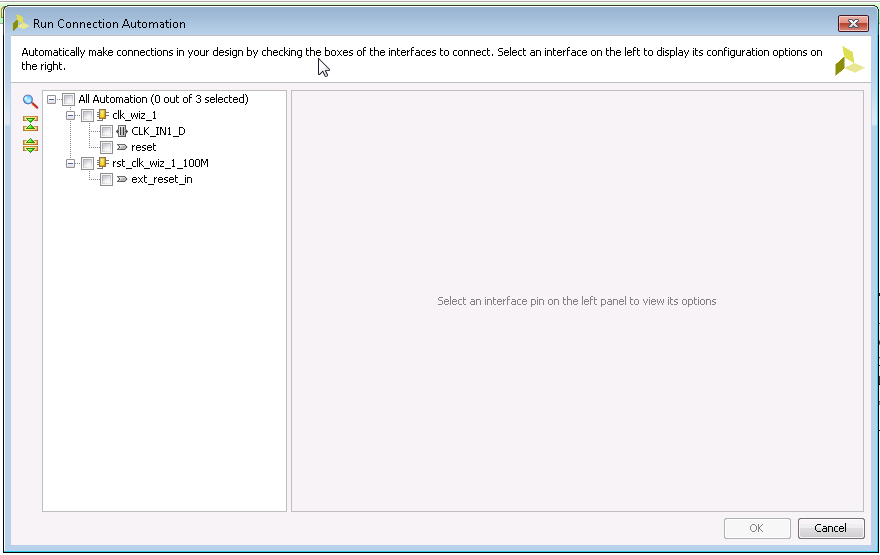 Run Connection Automation
Automatically make connections in your design by checking the boxes of the interfaces to connect. Select an interface on the left to display its configuration options on
the right.
All Automation (0 out of 3 selected)
clk_wiz_1
CLK_IN1_D
reset
rst_clk_wiz_1_100M
ext_reset_in
Select an interface pin on the left panel to view its options
OK
Cancel